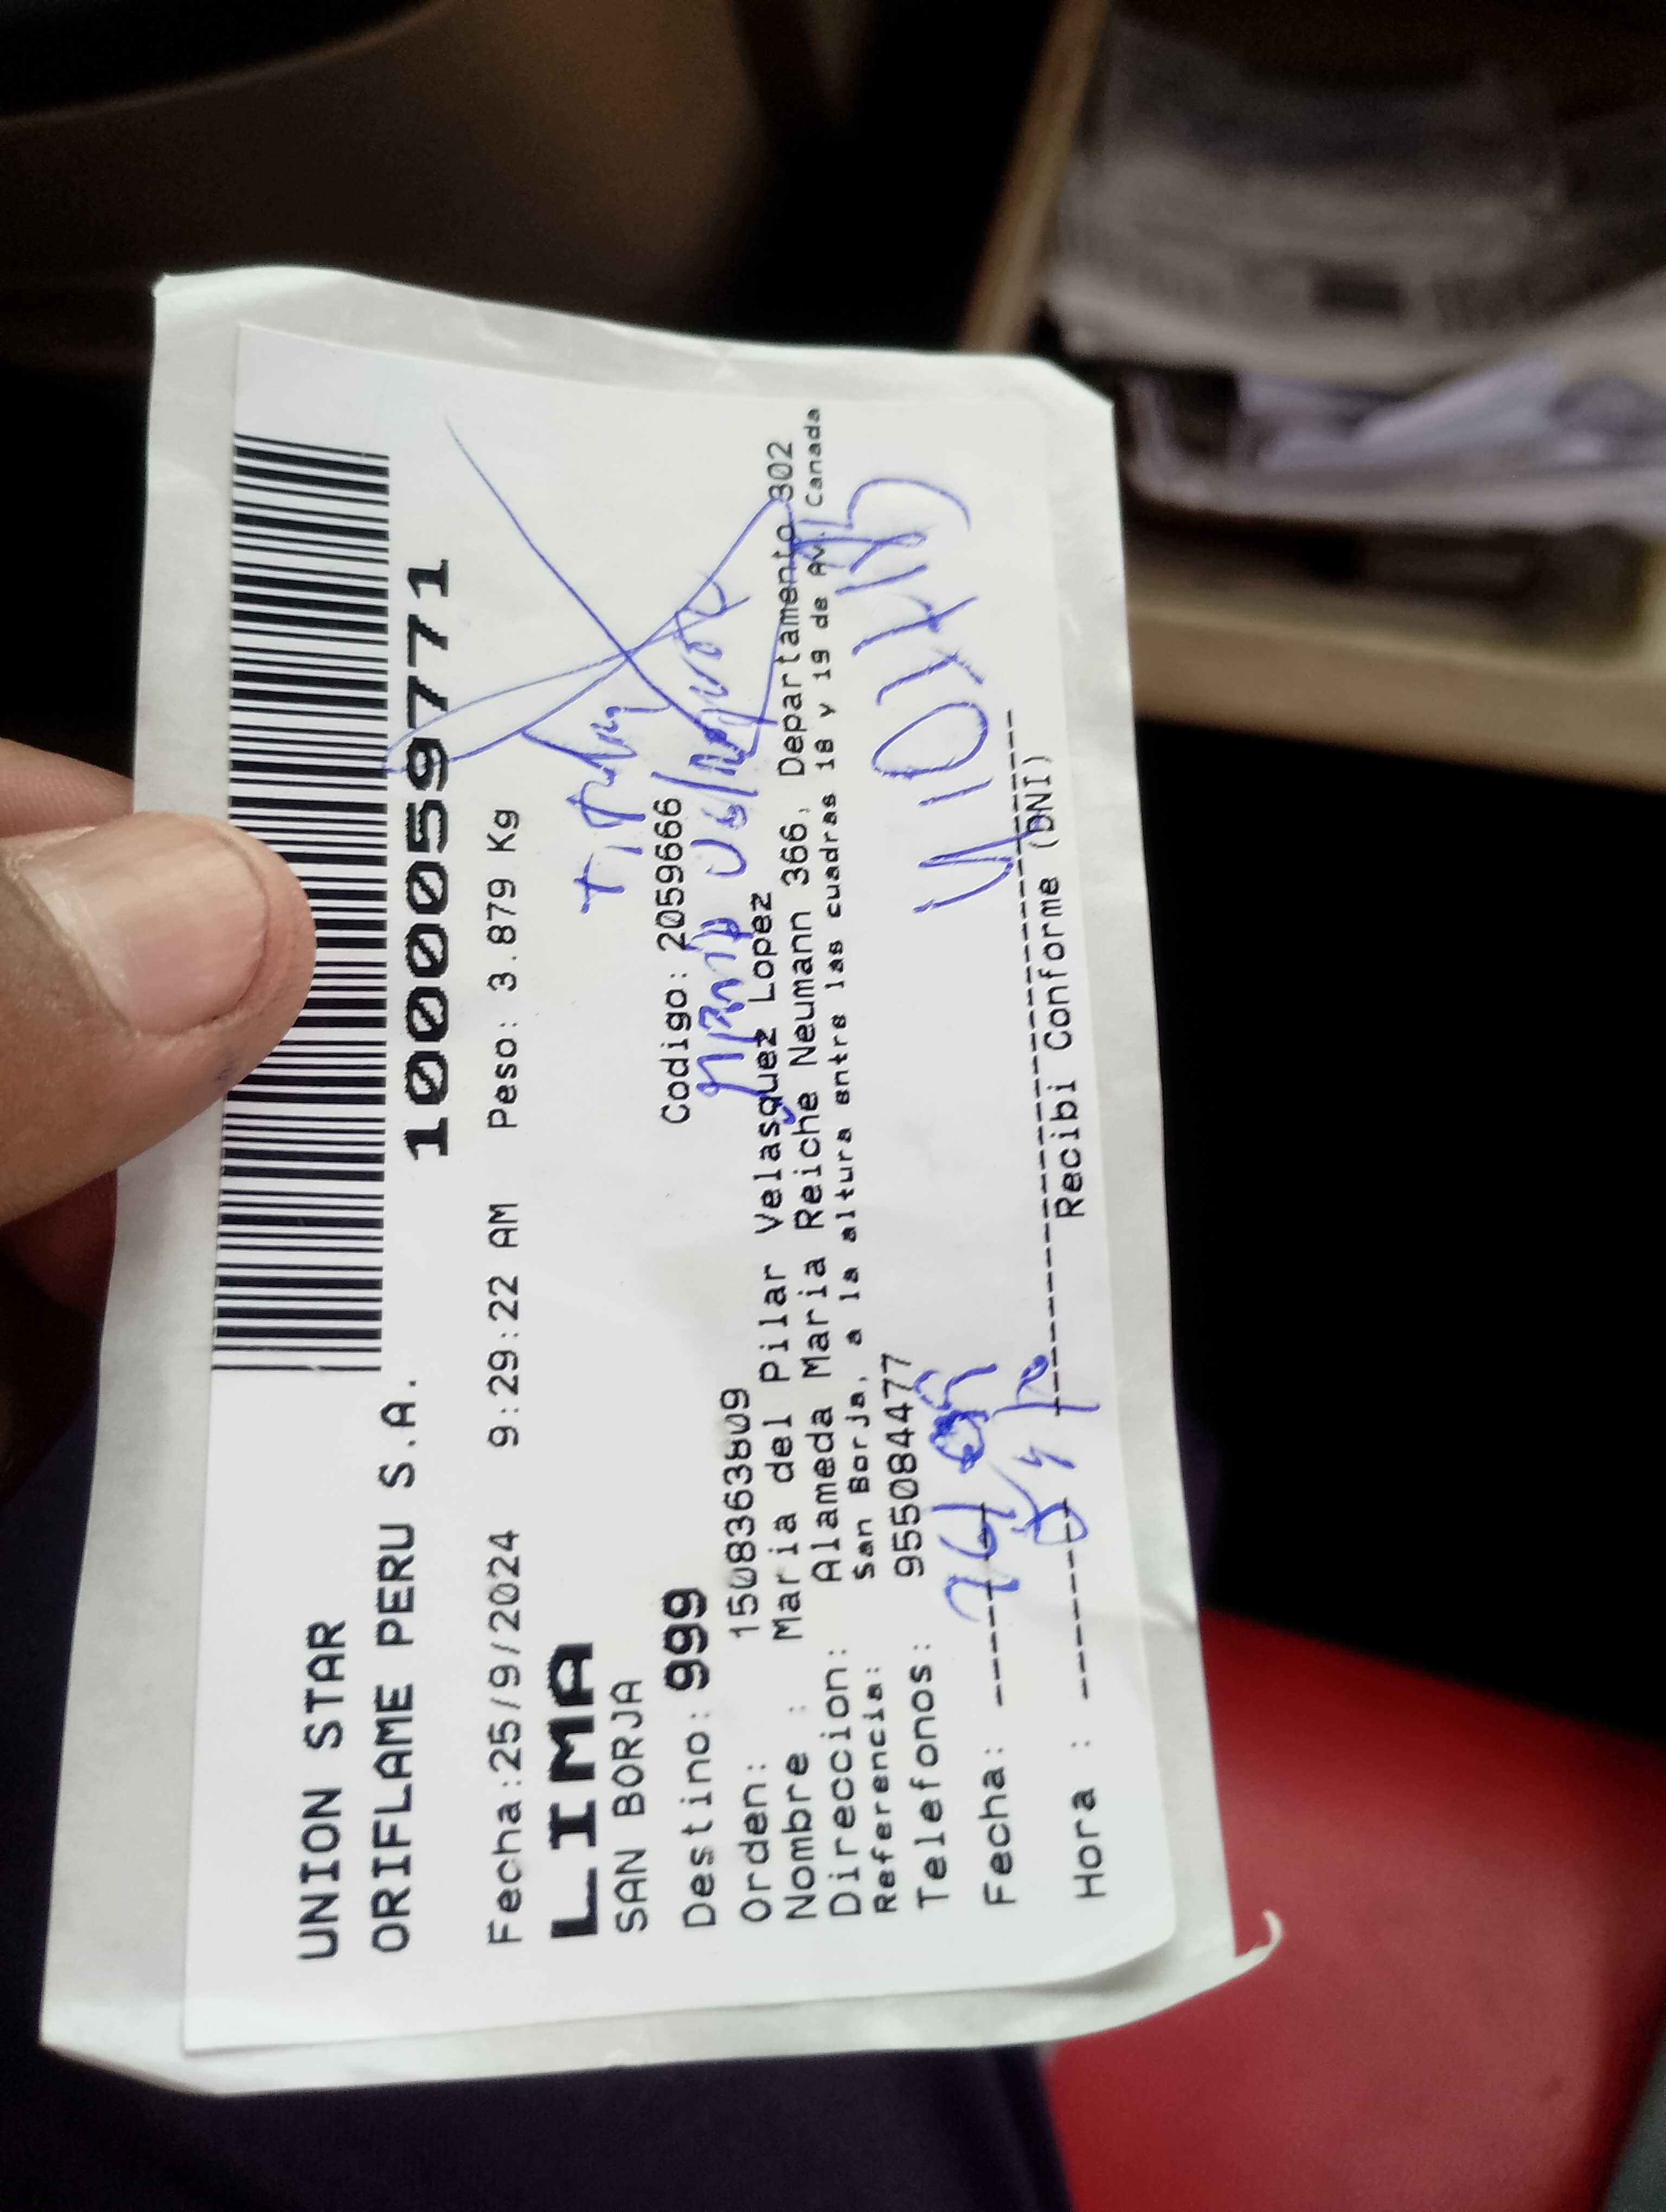 UNION STAR
ORIFLAME PERU S.A.
100059771
Fecha:25/9/2024 9:29:22 AM Peso: 3.879 Kg
LIMA
SAN BORJA
Destino: 999 Codigo: 2059666
Orden: 1508363809
Nombre : Maria del Pilar Velasquez Lopez
Direccion: Alameda Maria Reiche Neumann 366, Departamento 302
Referencia: San Borja, a la altura entre las cuadras 18 y 19 de Av. Canada
Telefonos: 955084477
Fecha:
Hora :
Recibi Conforme (DNI)